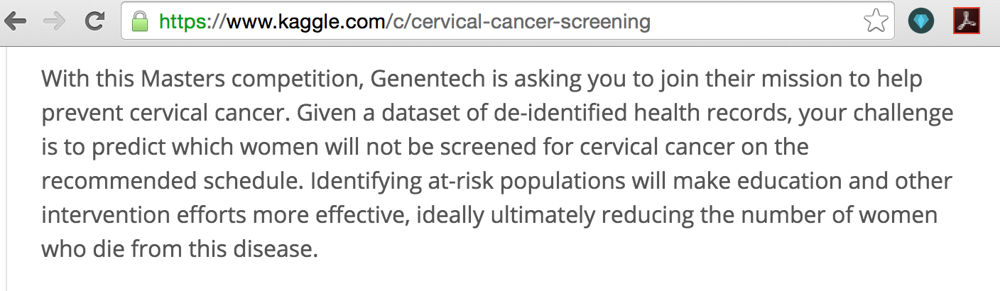 https://www.kaggle.com/c/cervical-cancer-screening
With this Masters competition, Genentech is asking you to join their mission to help
prevent cervical cancer. Given a dataset of de-identified health records, your challenge
is to predict which women will not be screened for cervical cancer on the
recommended schedule. Identifying at-risk populations will make education and other
intervention efforts more effective, ideally ultimately reducing the number of women
who die from this disease.